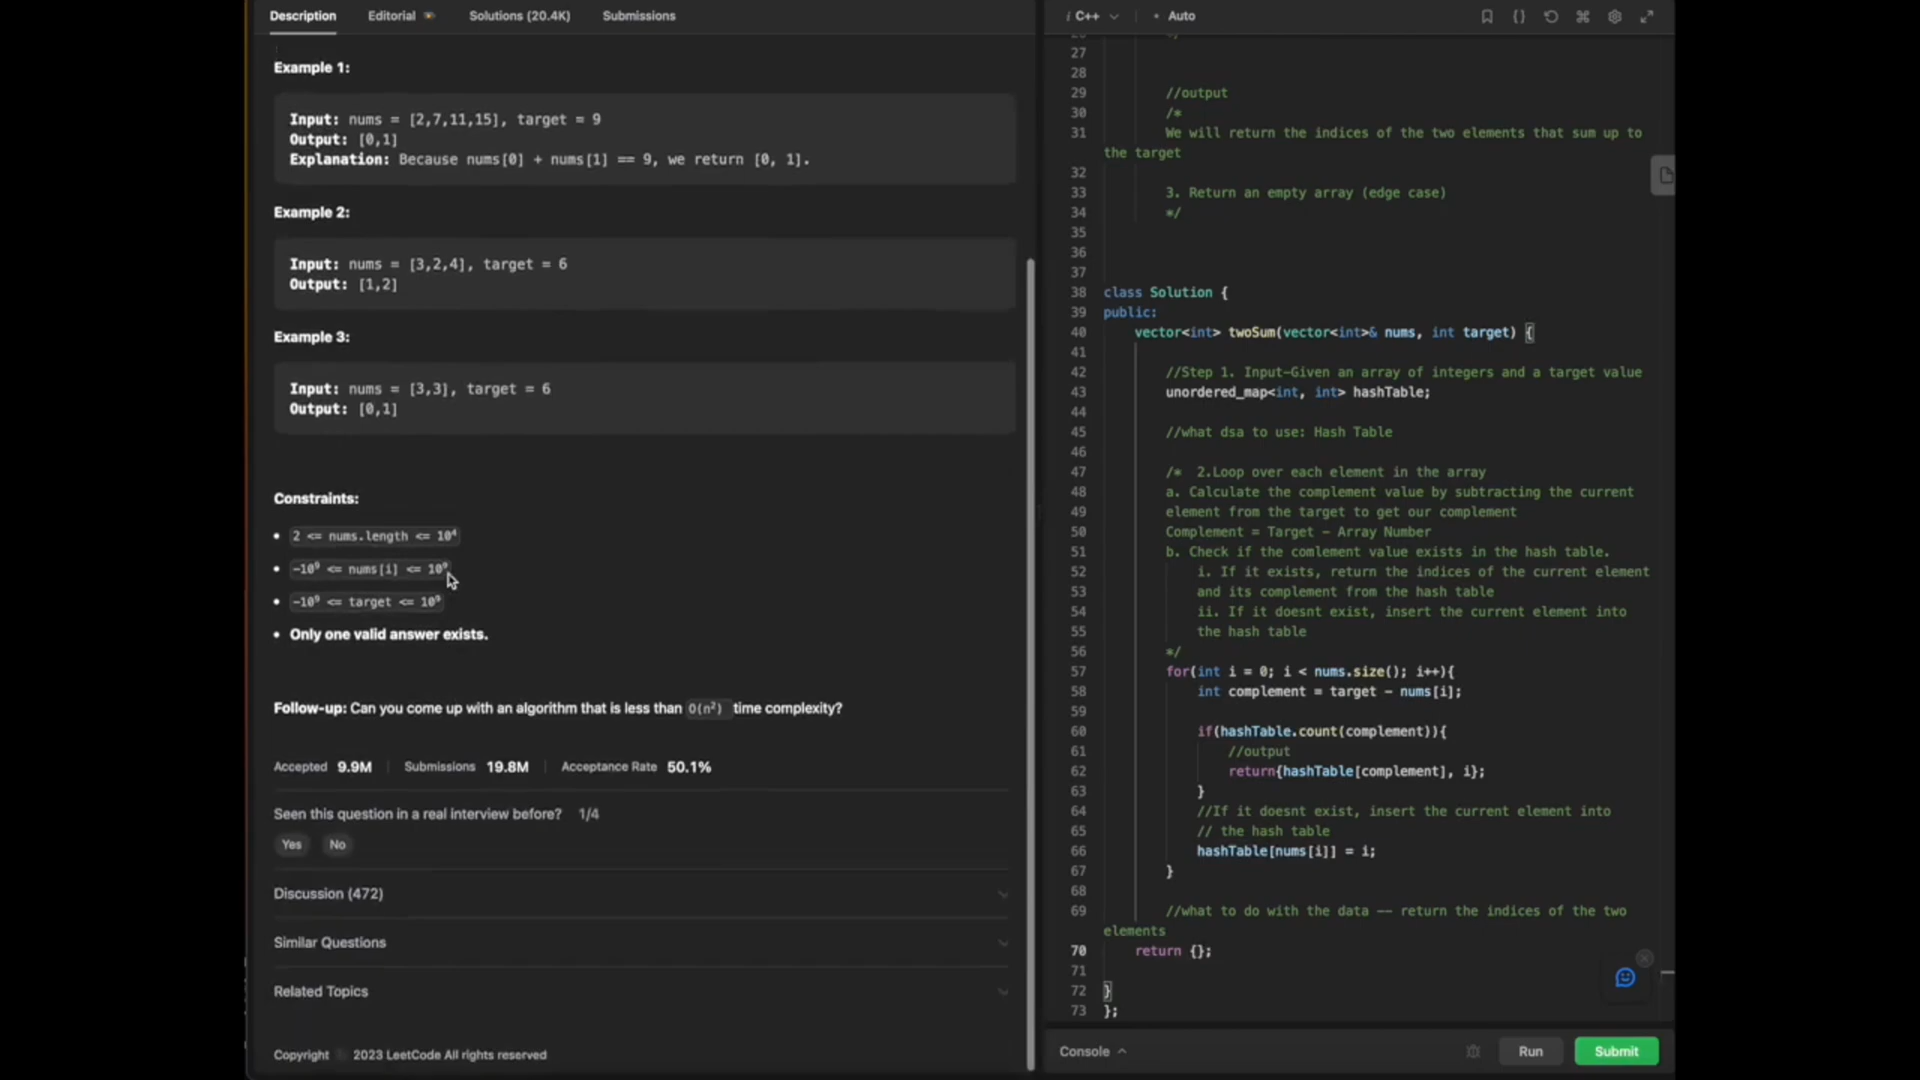 Description Editorial Solutions (20.4K) Submissions
Example 1:
Input: nums = [2,7,11,15], target = 9
Output: [0,1]
Explanation: Because nums[0] + nums[1] == 9, we return [0, 1].
Example 2:
Input: nums = [3,2,4], target = 6
Output: [1,2]
Example 3:
Input: nums = [3,3], target = 6
Output: [0,1]
Constraints:
• 2 <= nums.length <= 10⁴
• -10⁹ <= nums[i] <= 10⁹
• -10⁹ <= target <= 10⁹
• Only one valid answer exists.
Follow-up: Can you come up with an algorithm that is less than O(n²) time complexity?
Accepted 9.9M Submissions 19.8M Acceptance Rate 50.1%
Seen this question in a real interview before? 1/4
Yes No
Discussion (472)
Similar Questions
Related Topics
Copyright 2023 LeetCode All rights reserved
i C++ • Auto
27
28
29 //output
30 /*
31 We will return the indices of the two elements that sum up to
the target
32
33 3. Return an empty array (edge case)
34 */
35
36
37
38 class Solution {
39 public:
40 vector<int> twoSum(vector<int>& nums, int target) {
41
42 //Step 1. Input-Given an array of integers and a target value
43 unordered_map<int, int> hashTable;
44
45 //what dsa to use: Hash Table
46
47 /* 2.Loop over each element in the array
48 a. Calculate the complement value by subtracting the current
49 element from the target to get our complement
50 Complement = Target - Array Number
51 b. Check if the comlement value exists in the hash table.
52 i. If it exists, return the indices of the current element
53 and its complement from the hash table
54 ii. If it doesnt exist, insert the current element into
55 the hash table
56 */
57 for(int i = 0; i < nums.size(); i++){
58 int complement = target - nums[i];
59
60 if(hashTable.count(complement)){
61 //output
62 return{hashTable[complement], i};
63 }
64 //If it doesnt exist, insert the current element into
65 // the hash table
66 hashTable[nums[i]] = i;
67 }
68
69 //what to do with the data -- return the indices of the two
elements
70 return {};
71
72 }
73 };
Console Run Submit